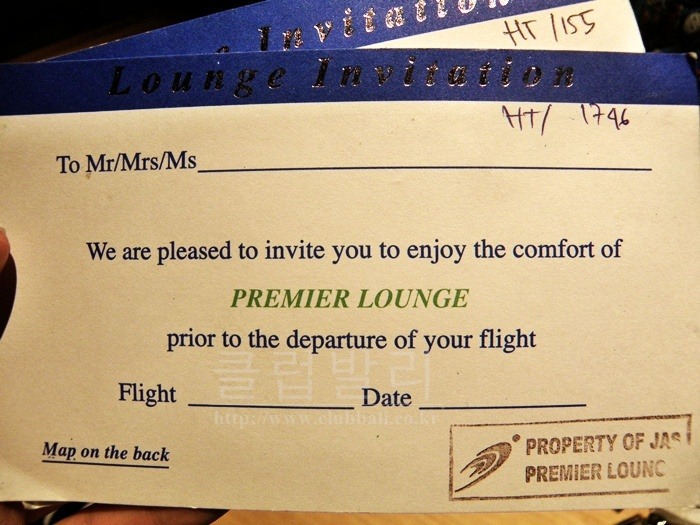 Invitation
HT/155
Lounge Invitation
HT/ 1746
To Mr/Mrs/Ms
We are pleased to invite you to enjoy the comfort of
PREMIER LOUNGE
prior to the departure of your flight
클럽발리
Flight Date
http://www.clubbali.co.kr
Map on the back
PROPERTY OF JAS
PREMIER LOUNC